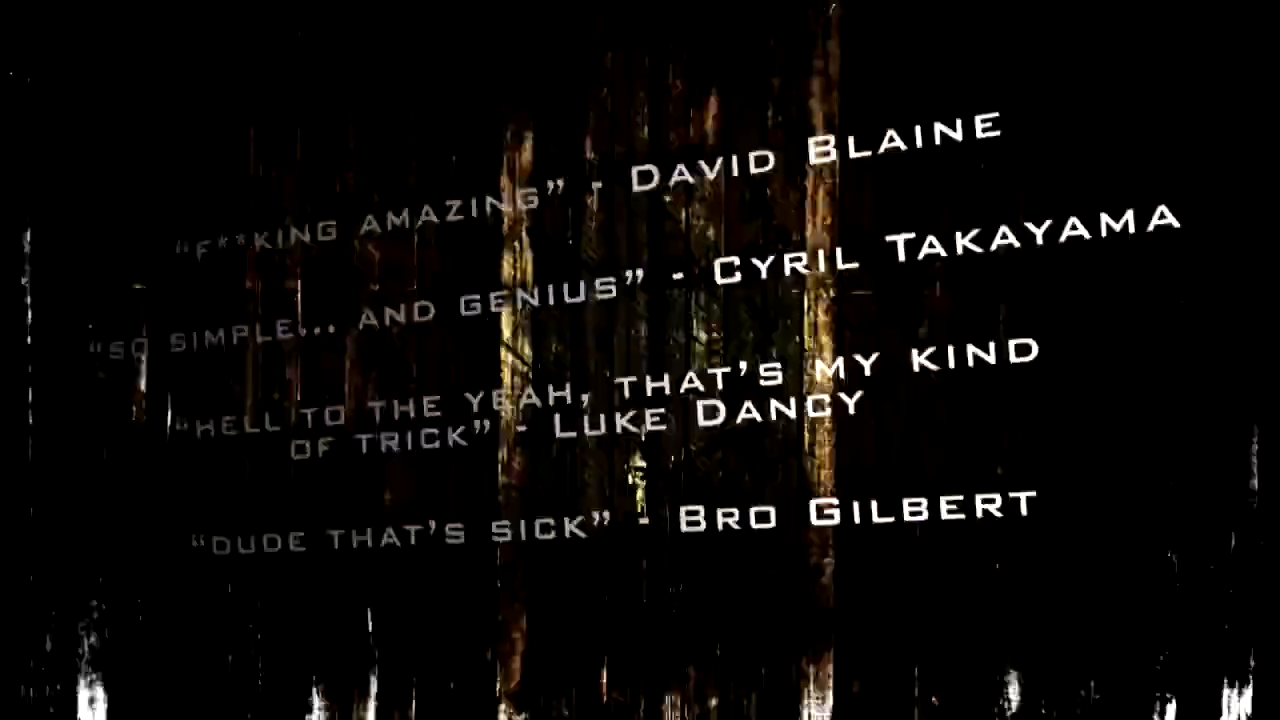 “F**KING AMAZING” - DAVID BLAINE
“SO SIMPLE... AND GENIUS” - CYRIL TAKAYAMA
“HELL TO THE YEAH, THAT’S MY KIND
OF TRICK” - LUKE DANCY
“DUDE THAT’S SICK” - BRO GILBERT